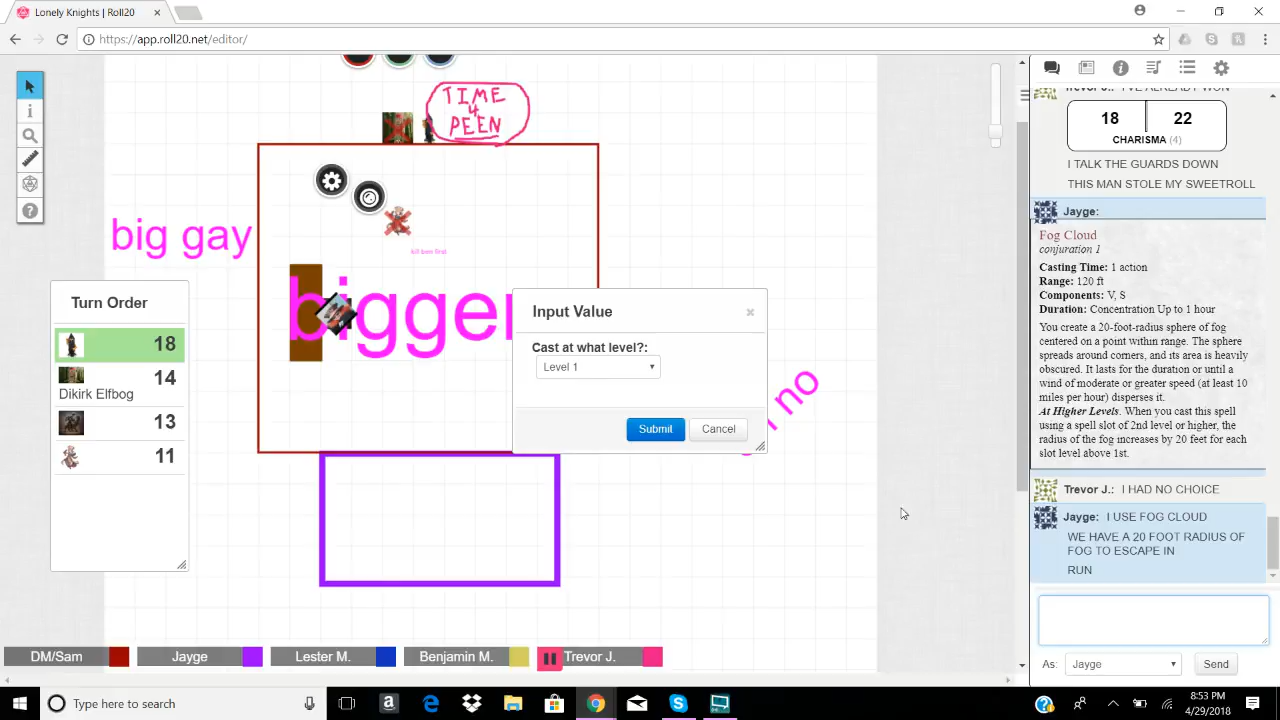 Lonely Knights | Roll20
https://app.roll20.net/editor/
TIME
4
PEEN
big gay
kill ben first
bigger
no
Turn Order
18
14
Dikirk Elfbog
13
11
Input Value
Cast at what level?:
Level 1
Submit
Cancel
18
22
CHARISMA (4)
I TALK THE GUARDS DOWN
THIS MAN STOLE MY SWEETROLL
Jayge:
Fog Cloud
conjuration 1
Casting Time: 1 action
Range: 120 ft
Components: V, S
Duration: Concentration Up to 1 hour
You create a 20-foot-radius sphere of fog
centered on a point within range. The sphere
spreads around corners, and its area is heavily
obscured. It lasts for the duration or until a
wind of moderate or greater speed (at least 10
miles per hour) disperses it.
At Higher Levels. When you cast this spell
using a spell slot of 2nd level or higher, the
radius of the fog increases by 20 feet for each
slot level above 1st.
Trevor J.: I HAD NO CHOICE
Jayge: I USE FOG CLOUD
WE HAVE A 20 FOOT RADIUS OF
FOG TO ESCAPE IN
RUN
As: Jayge
Send
DM/Sam
Jayge
Lester M.
Benjamin M.
Trevor J.
Type here to search
8:53 PM
4/29/2018